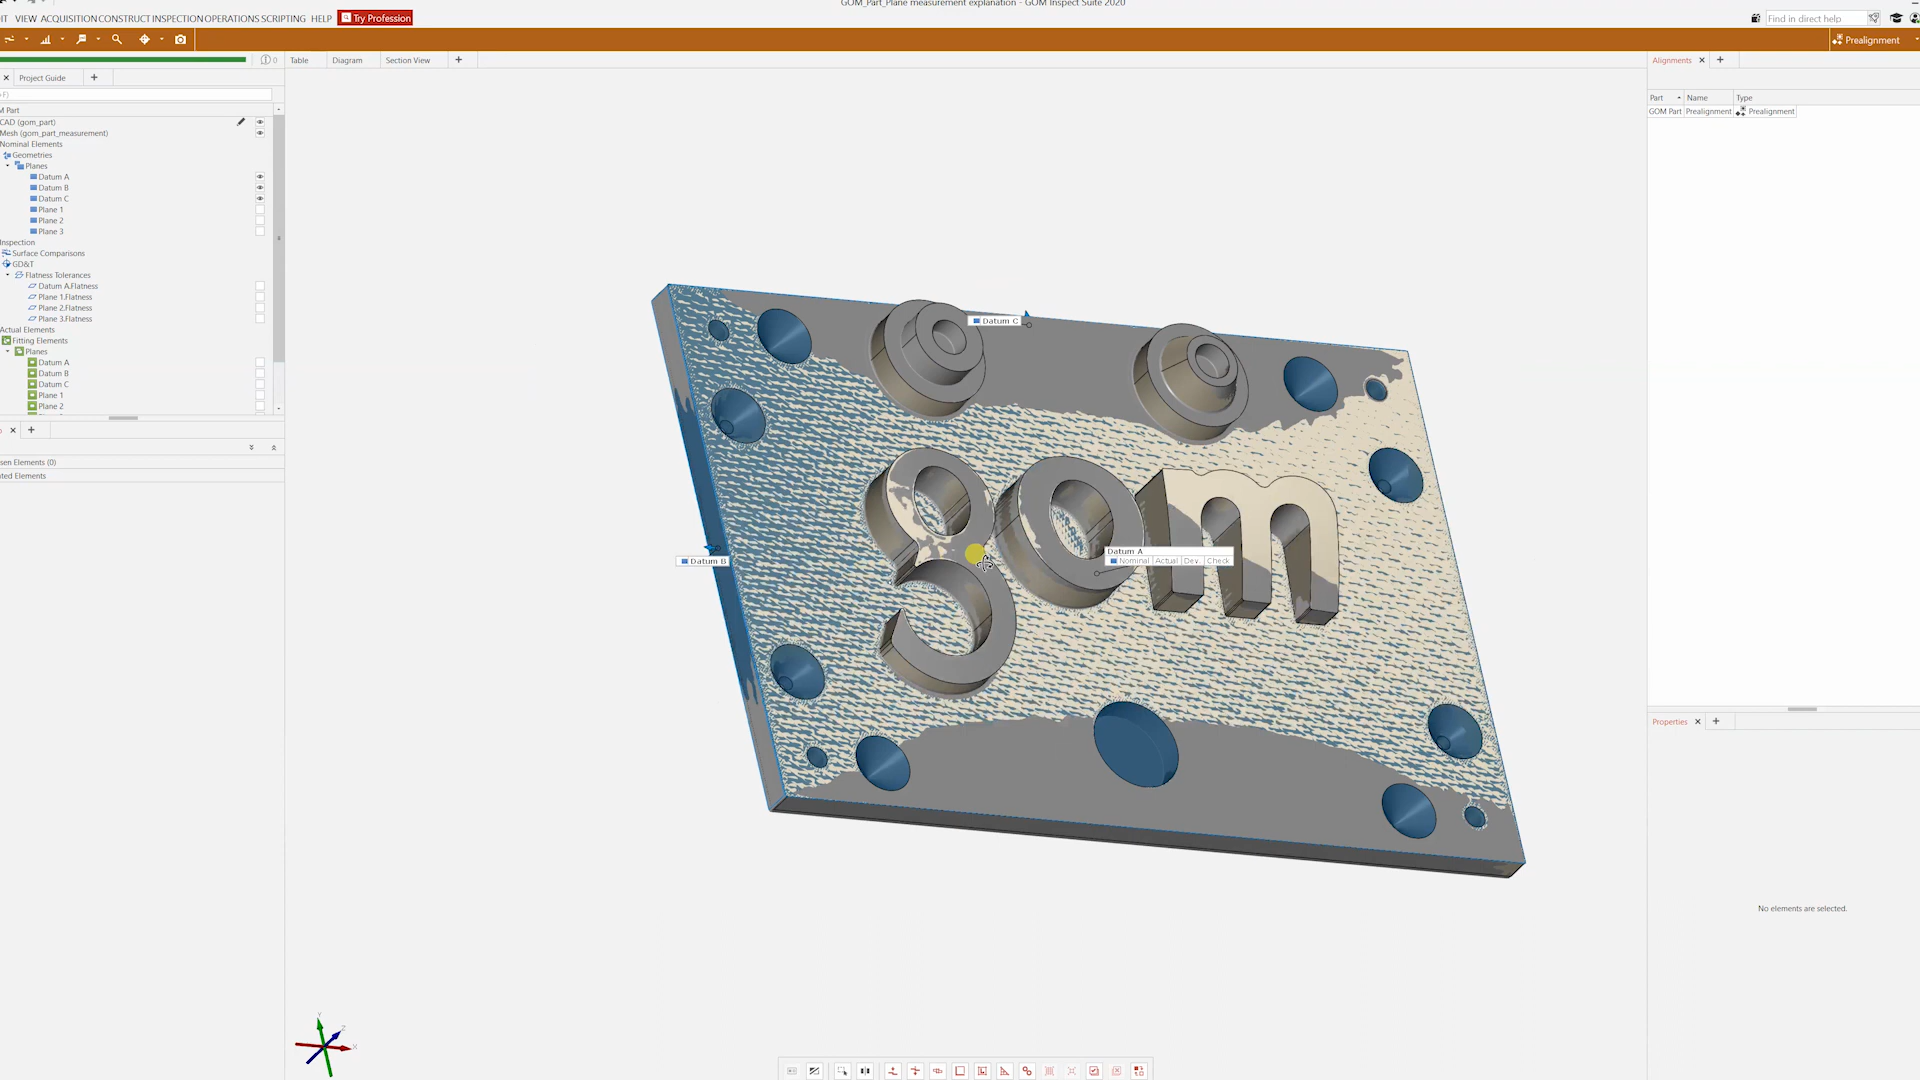 GOM_Part_Plane measurement explanation - GOM Inspect Suite 2020
IT VIEW ACQUISITION CONSTRUCT INSPECTION OPERATIONS SCRIPTING HELP Try Profession
Find in direct help
Prealignment
0
Table Diagram Section View
Alignments
Project Guide
Part Name Type
GOM Part Prealignment Prealignment
M Part
CAD (gom_part)
Mesh (gom_part_measurement)
Nominal Elements
Geometries
Planes
Datum A
Datum B
Datum C
Plane 1
Plane 2
Plane 3
Inspection
Surface Comparisons
GD&T
Flatness Tolerances
Datum A.Flatness
Plane 1.Flatness
Plane 2.Flatness
Plane 3.Flatness
Actual Elements
Fitting Elements
Planes
Datum A
Datum B
Datum C
Plane 1
Plane 2
sen Elements (0)
ted Elements
Datum C
gom
Datum A
Nominal Actual Dev. Check
Datum B
Properties
No elements are selected.
Y
Z
X